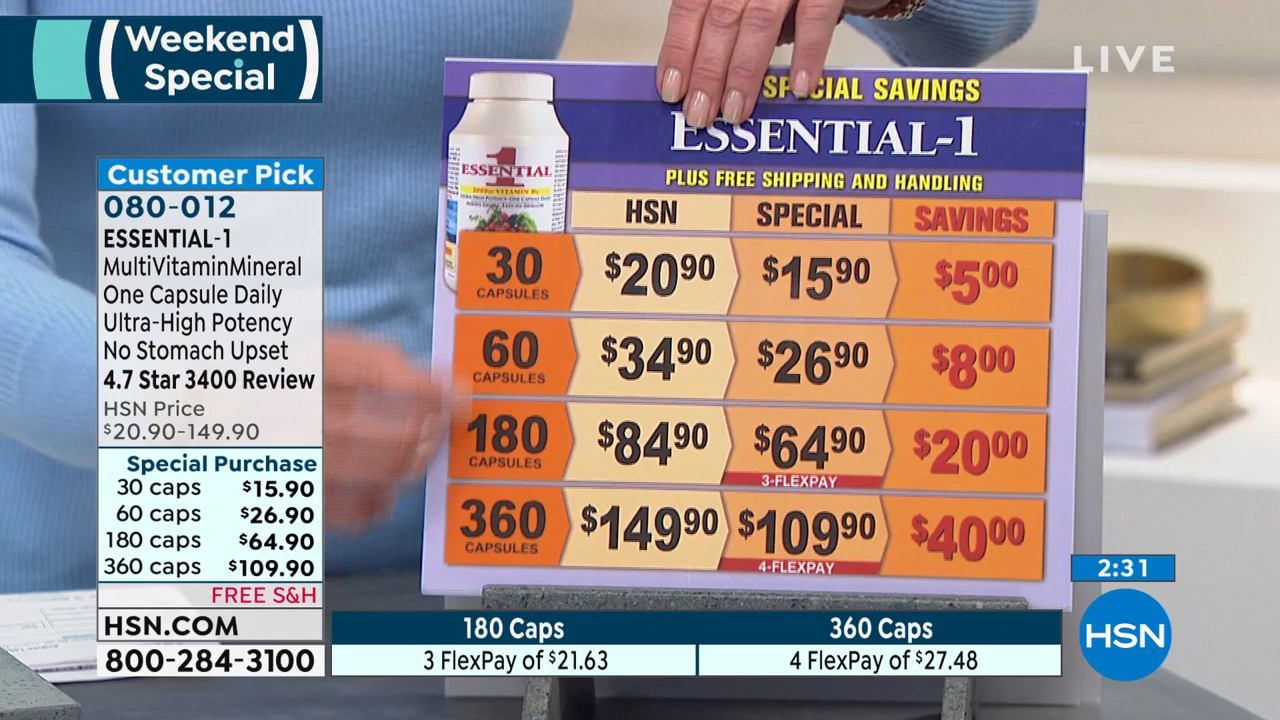 (Weekend
Special)
LIVE
Customer Pick
080-012
ESSENTIAL-1
MultiVitaminMineral
One Capsule Daily
Ultra-High Potency
No Stomach Upset
4.7 Star 3400 Review
HSN Price
$20.90-149.90
Special Purchase
30 caps $15.90
60 caps $26.90
180 caps $64.90
360 caps $109.90
FREE S&H
HSN.COM
800-284-3100
SPECIAL SAVINGS
ESSENTIAL-1
PLUS FREE SHIPPING AND HANDLING
1
ESSENTIAL
HSN SPECIAL SAVINGS
30 CAPSULES $20.90 $15.90 $5.00
60 CAPSULES $34.90 $26.90 $8.00
180 CAPSULES $84.90 $64.90 $20.00
3-FLEXPAY
360 CAPSULES $149.90 $109.90 $40.00
4-FLEXPAY
2:31
HSN
180 Caps 360 Caps
3 FlexPay of $21.63 4 FlexPay of $27.48